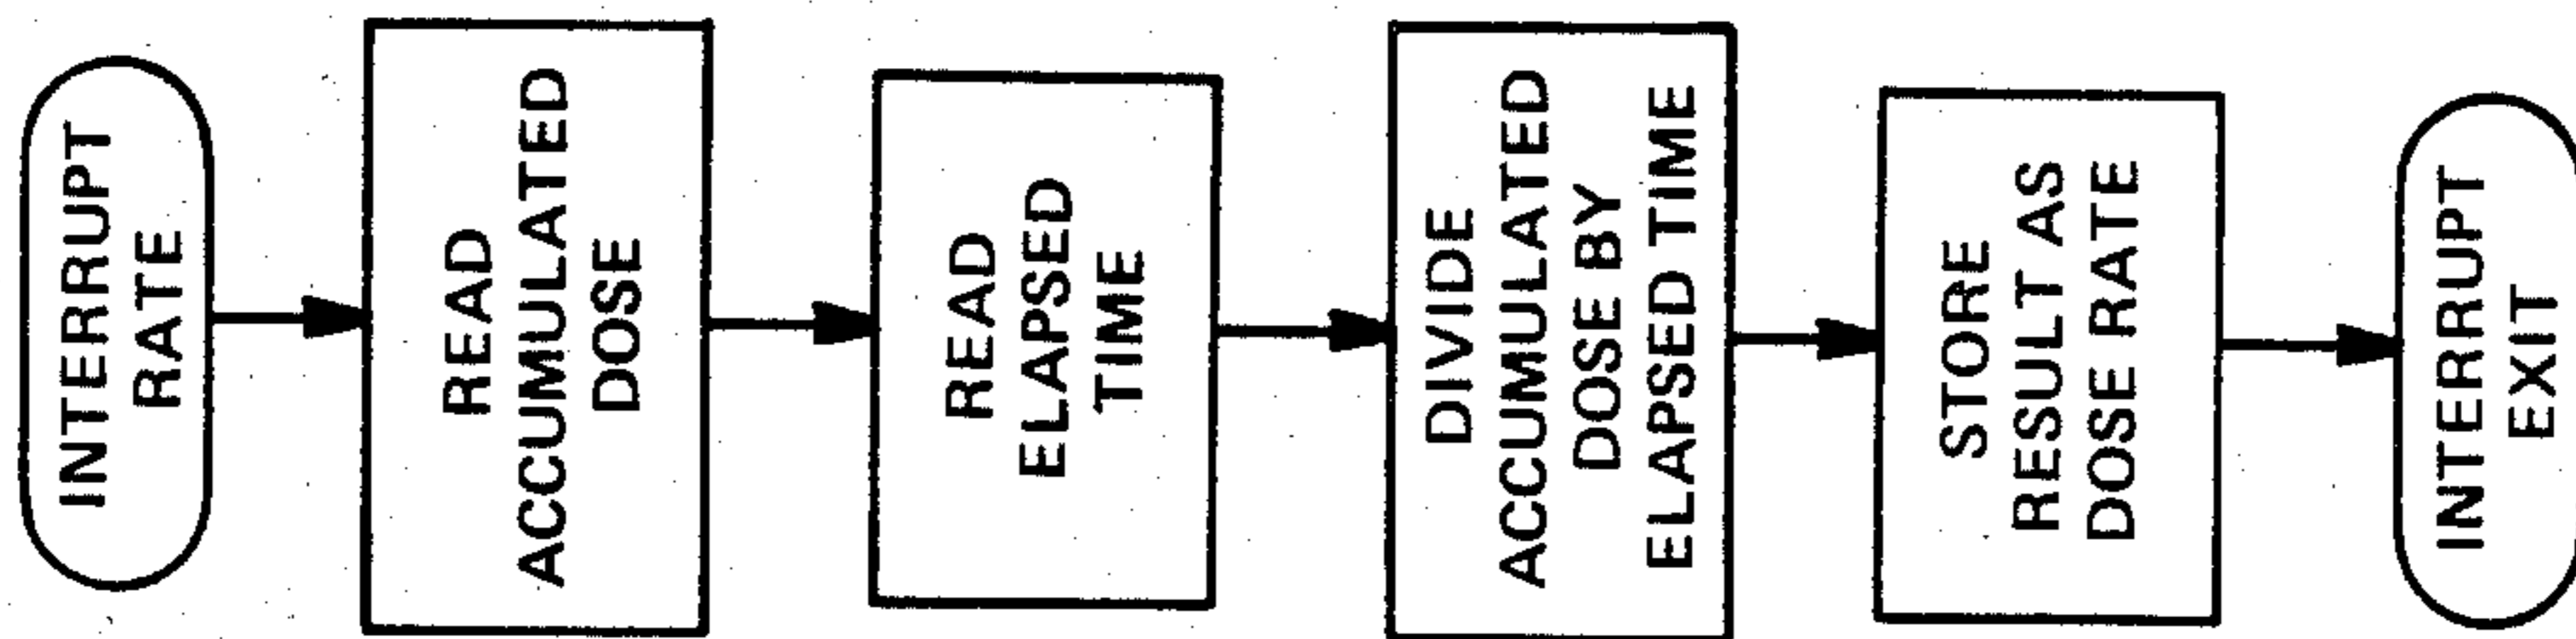 INTERRUPT
RATE
READ
ACCUMULATED
DOSE
READ
ELAPSED
TIME
DIVIDE
ACCUMULATED
DOSE BY
ELAPSED TIME
STORE
RESULT AS
DOSE RATE
INTERRUPT
EXIT